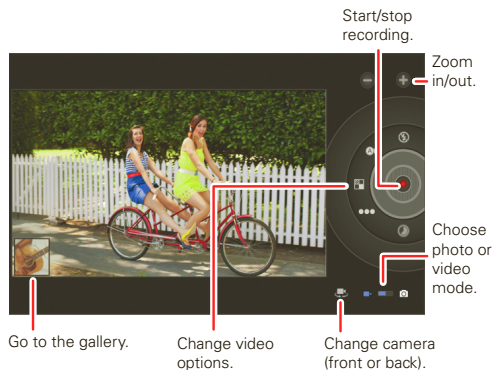 Start/stop
recording.
Zoom
in/out.
Choose
photo or
video
mode.
Go to the gallery.
Change video
options.
Change camera
(front or back).